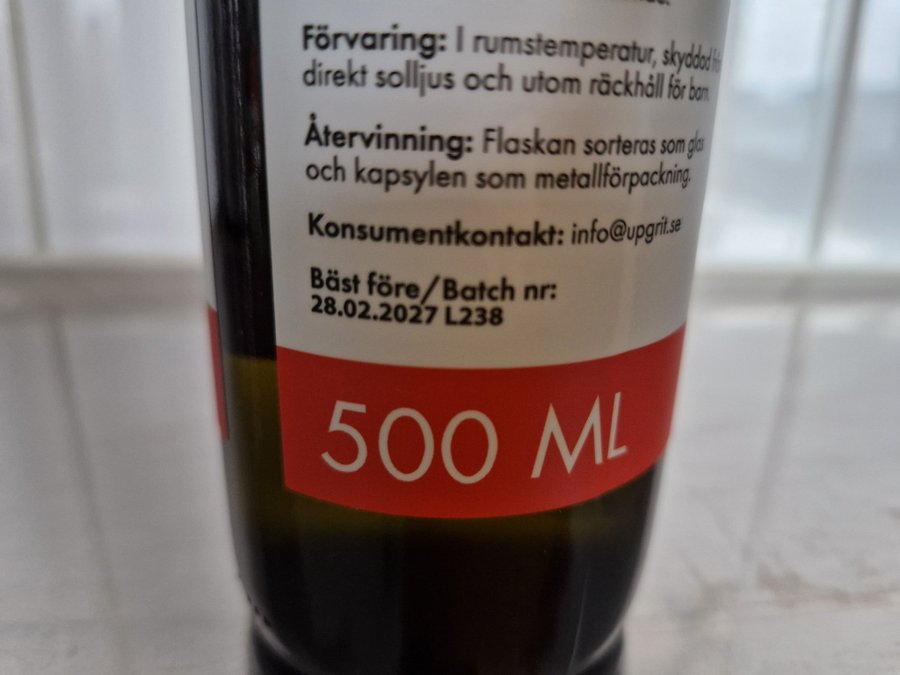 Förvaring: I rumstemperatur, skyddad från
direkt solljus och utom räckhåll för barn.
Återvinning: Flaskan sorteras som glas
och kapsylen som metallförpackning.
Konsumentkontakt: info@upgrit.se
Bäst före/Batch nr:
28.02.2027 L238
500 ML